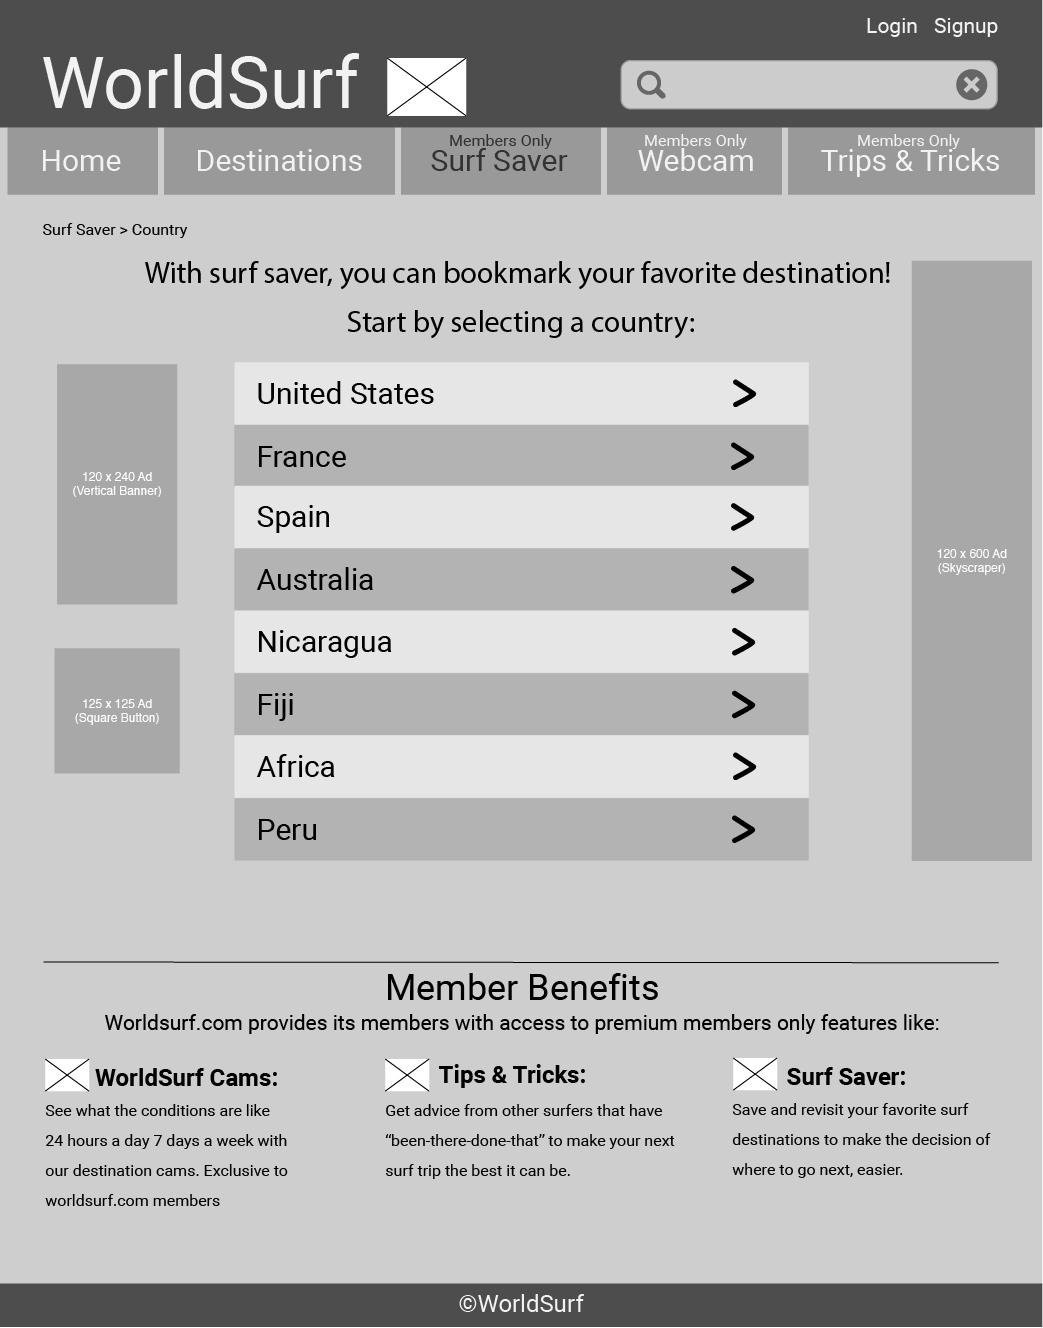 Login Signup
WorldSurf
Members Only Members Only Members Only
Home Destinations Surf Saver Webcam Trips & Tricks
Surf Saver > Country
With surf saver, you can bookmark your favorite destination!
Start by selecting a country:
United States
France
Spain
Australia
Nicaragua
Fiji
Africa
Peru
120 x 240 Ad
(Vertical Banner)
125 x 125 Ad
(Square Button)
120 x 600 Ad
(Skyscraper)
Member Benefits
Worldsurf.com provides its members with access to premium members only features like:
WorldSurf Cams:
See what the conditions are like
24 hours a day 7 days a week with
our destination cams. Exclusive to
worldsurf.com members
Tips & Tricks:
Get advice from other surfers that have
“been-there-done-that” to make your next
surf trip the best it can be.
Surf Saver:
Save and revisit your favorite surf
destinations to make the decision of
where to go next, easier.
©WorldSurf